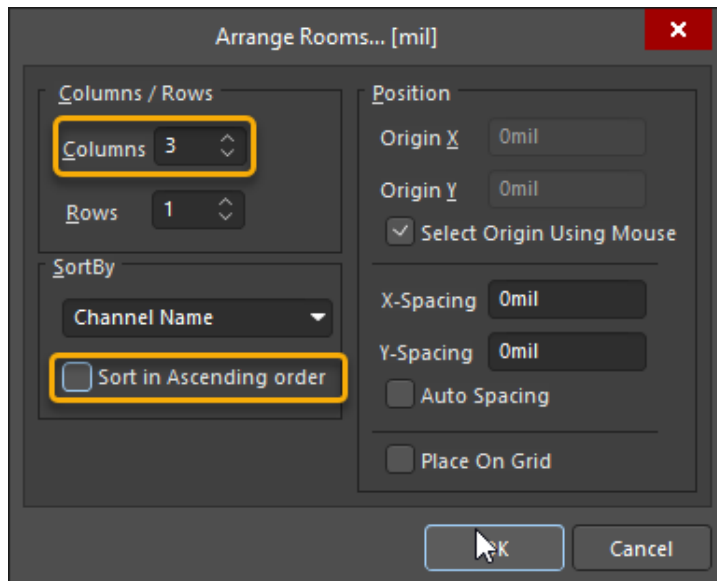 Arrange Rooms... [mil]
Columns / Rows
Columns 3
Rows 1
SortBy
Channel Name
Sort in Ascending order
Position
Origin X 0mil
Origin Y 0mil
Select Origin Using Mouse
X-Spacing 0mil
Y-Spacing 0mil
Auto Spacing
Place On Grid
OK Cancel